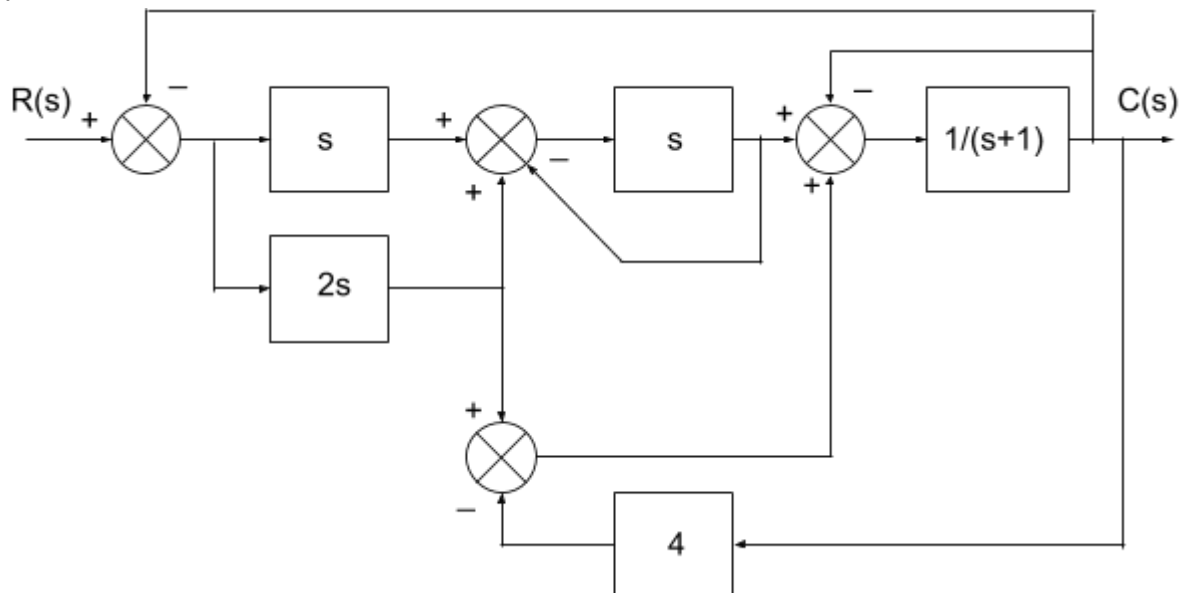 R(s)
+
–
s
+
–
+
s
+
–
+
1/(s+1)
C(s)
2s
+
–
4